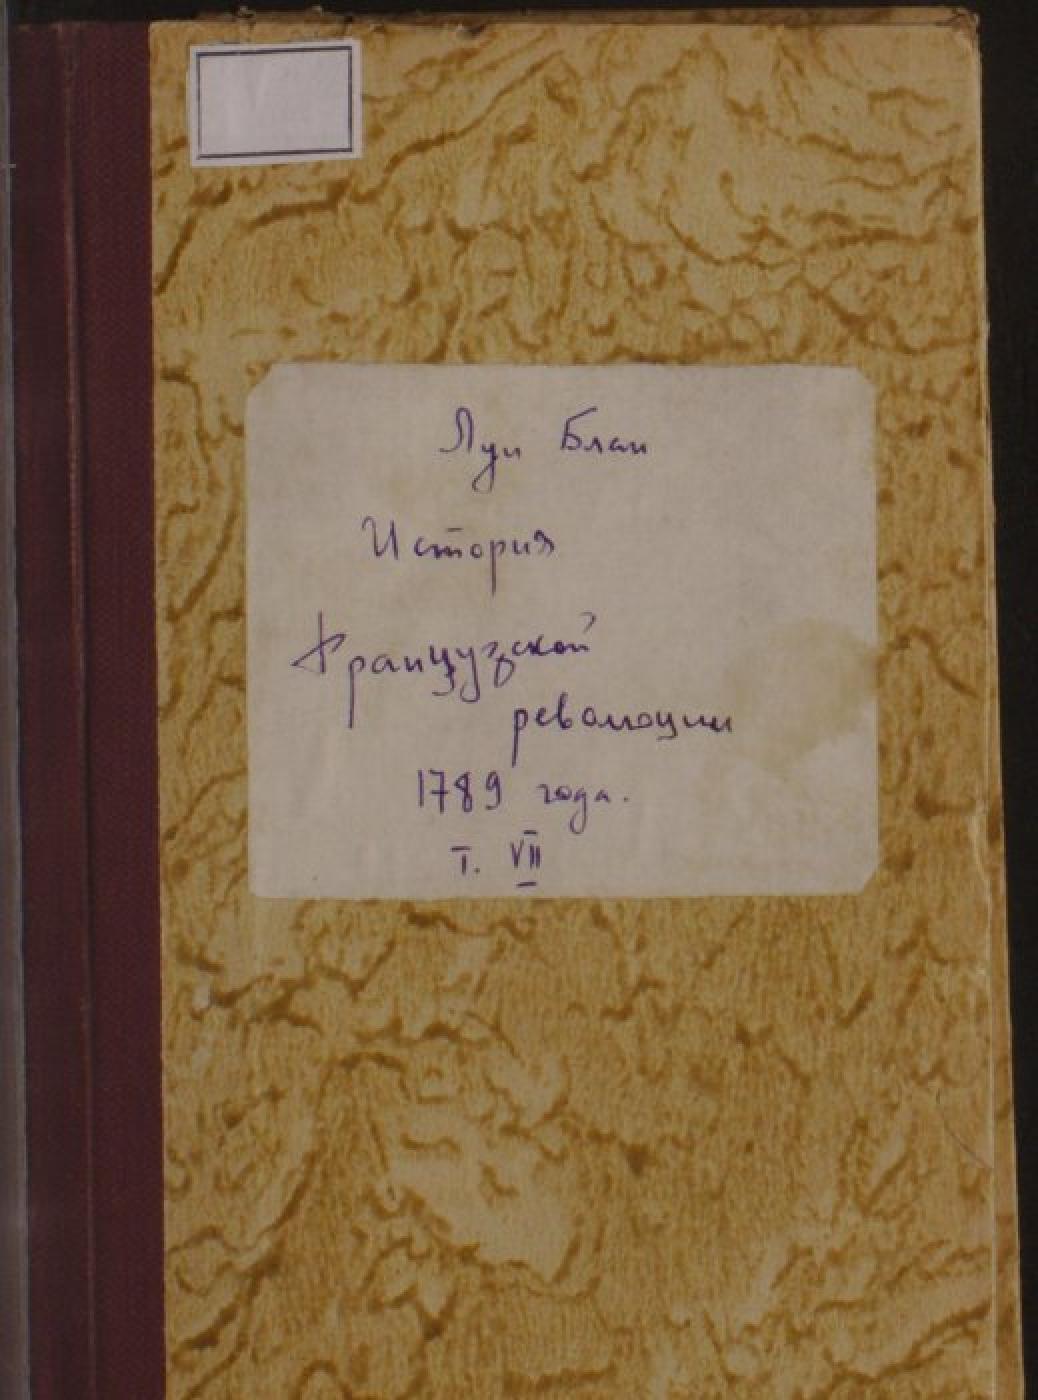 Луи Блан
История
Французской
революции
1789 года.
Т. VII